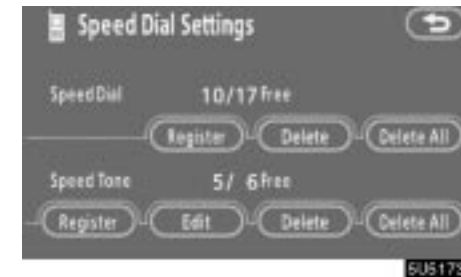 Speed Dial Settings
Speed Dial 10/17 Free
Register Delete Delete All
Speed Tone 5/ 6 Free
Register Edit Delete Delete All
5U5173